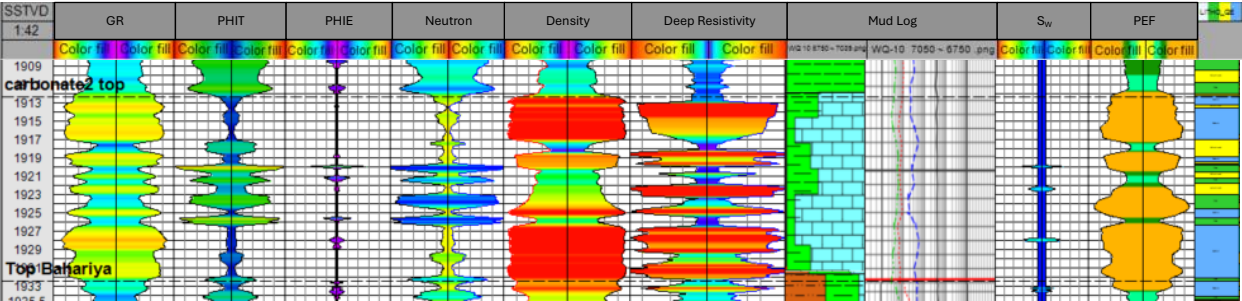 SSTVD GR PHIT PHIE Neutron Density Deep Resistivity Mud Log Sw PEF
1:42 Color fill Color fill Color fill Color fill Color fill Color fill Color fill Color fill Color fill Color fill Color fill Color fill WQ-10 7050 ~ 6750 .png Color fill Color fill Color fill Color fill
1909
carbonate2 top
1913
1915
1917
1919
1921
1923
1925
1927
1929
Top Bahariya
1933